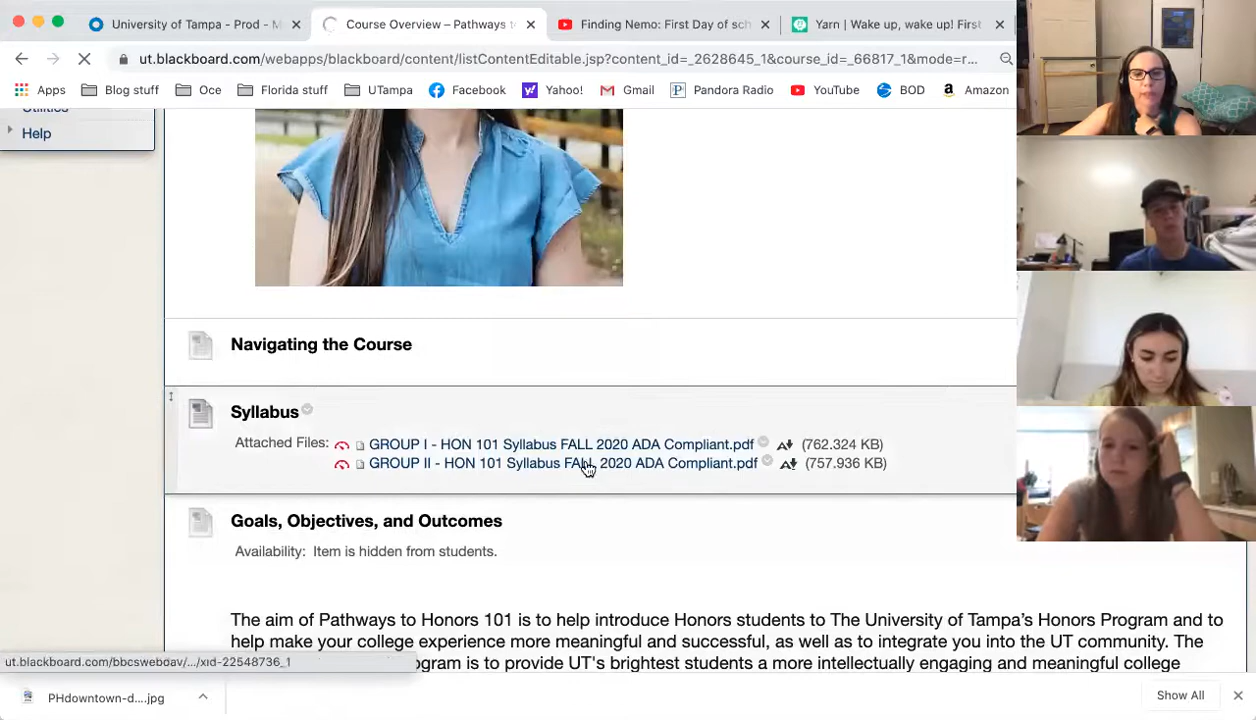 University of Tampa - Prod - M
Course Overview – Pathways to
Finding Nemo: First Day of sch
Yarn | Wake up, wake up! First
ut.blackboard.com/webapps/blackboard/content/listContentEditable.jsp?content_id=_2628645_1&course_id=_66817_1&mode=r...
Apps
Blog stuff
Oce
Florida stuff
UTampa
Facebook
Yahoo!
Gmail
Pandora Radio
YouTube
BOD
Amazon
Utilities
Help
Navigating the Course
Syllabus
Attached Files: GROUP I - HON 101 Syllabus FALL 2020 ADA Compliant.pdf (762.324 KB)
GROUP II - HON 101 Syllabus FALL 2020 ADA Compliant.pdf (757.936 KB)
Goals, Objectives, and Outcomes
Availability: Item is hidden from students.
The aim of Pathways to Honors 101 is to help introduce Honors students to The University of Tampa's Honors Program and to
help make your college experience more meaningful and successful, as well as to integrate you into the UT community. The
ogram is to provide UT's brightest students a more intellectually engaging and meaningful college
ut.blackboard.com/bbcswebdav/.../xid-22548736_1
PHdowntown-d....jpg
Show All